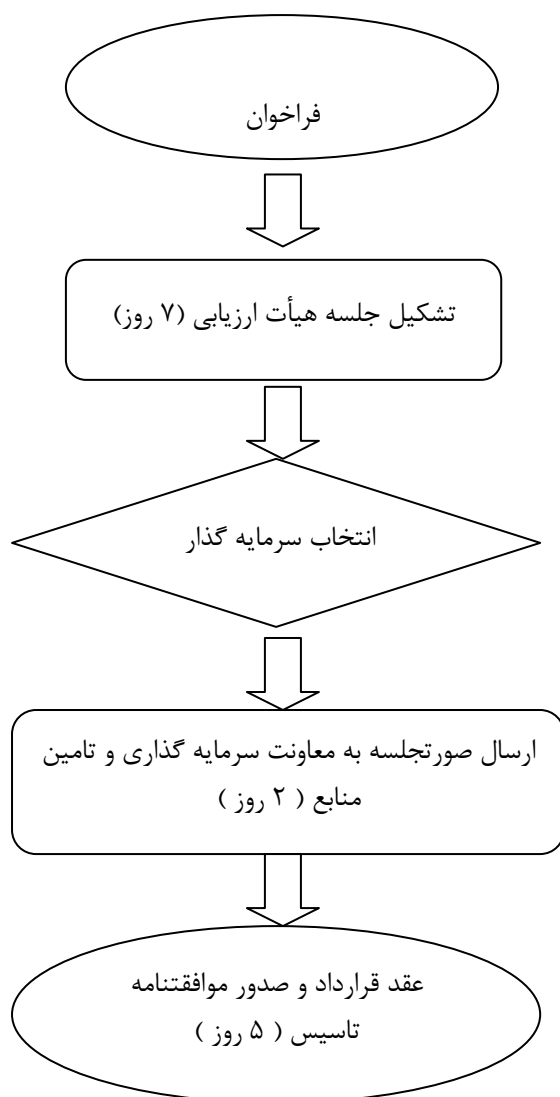 فراخوان
تشکیل جلسه هیأت ارزیابی (۷ روز)
انتخاب سرمایه گذار
ارسال صورتجلسه به معاونت سرمایه گذاری و تامین
منابع ( ۲ روز )
عقد قرارداد و صدور موافقتنامه
تاسیس ( ۵ روز )